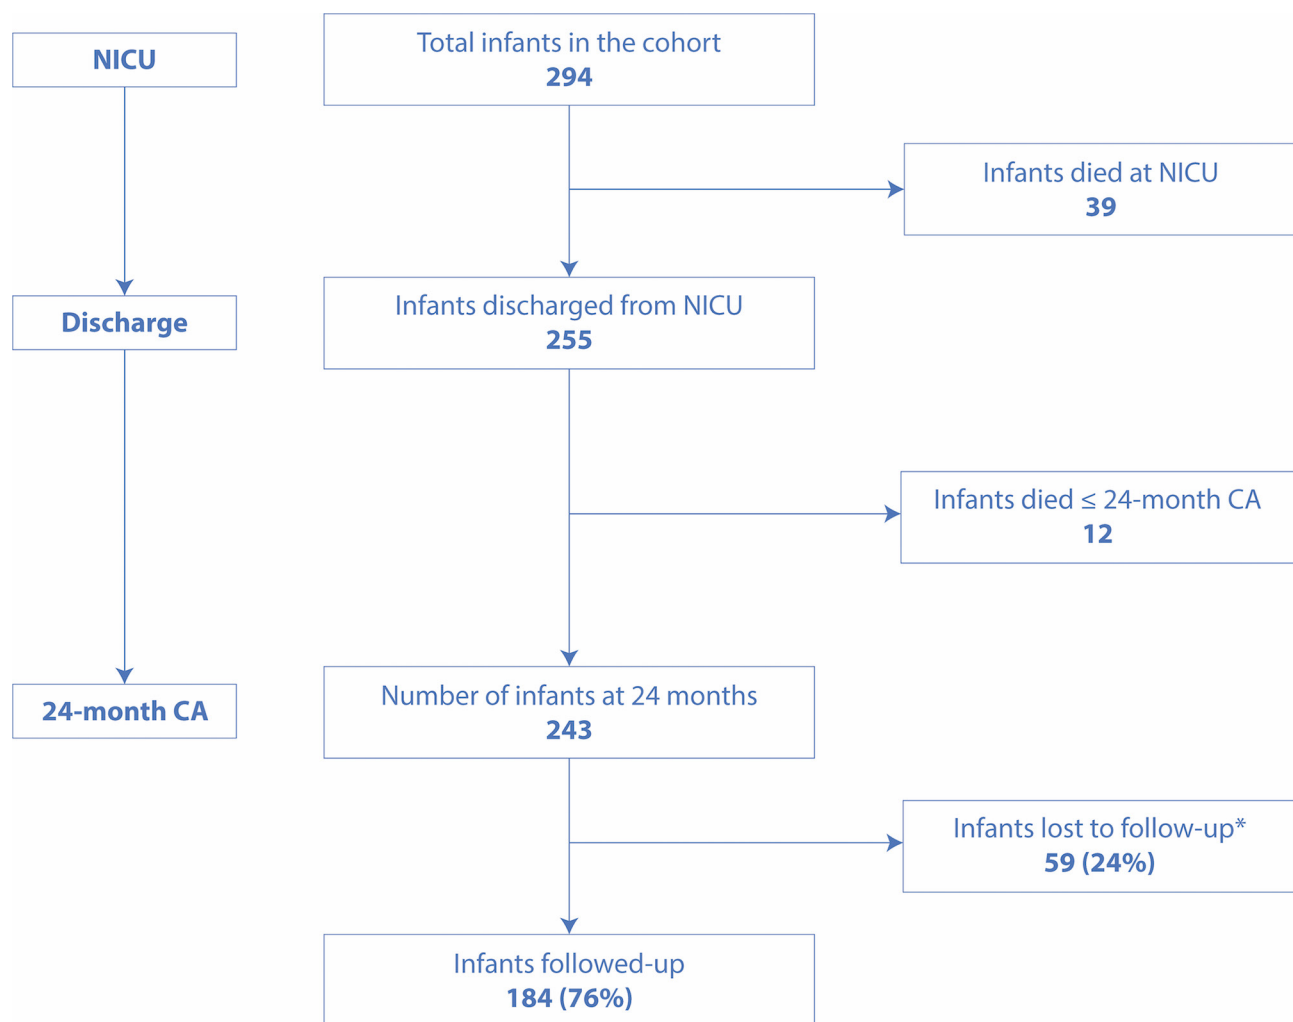 NICU
Total infants in the cohort
294
Infants died at NICU
39
Discharge
Infants discharged from NICU
255
Infants died ≤ 24-month CA
12
24-month CA
Number of infants at 24 months
243
Infants lost to follow-up*
59 (24%)
Infants followed-up
184 (76%)